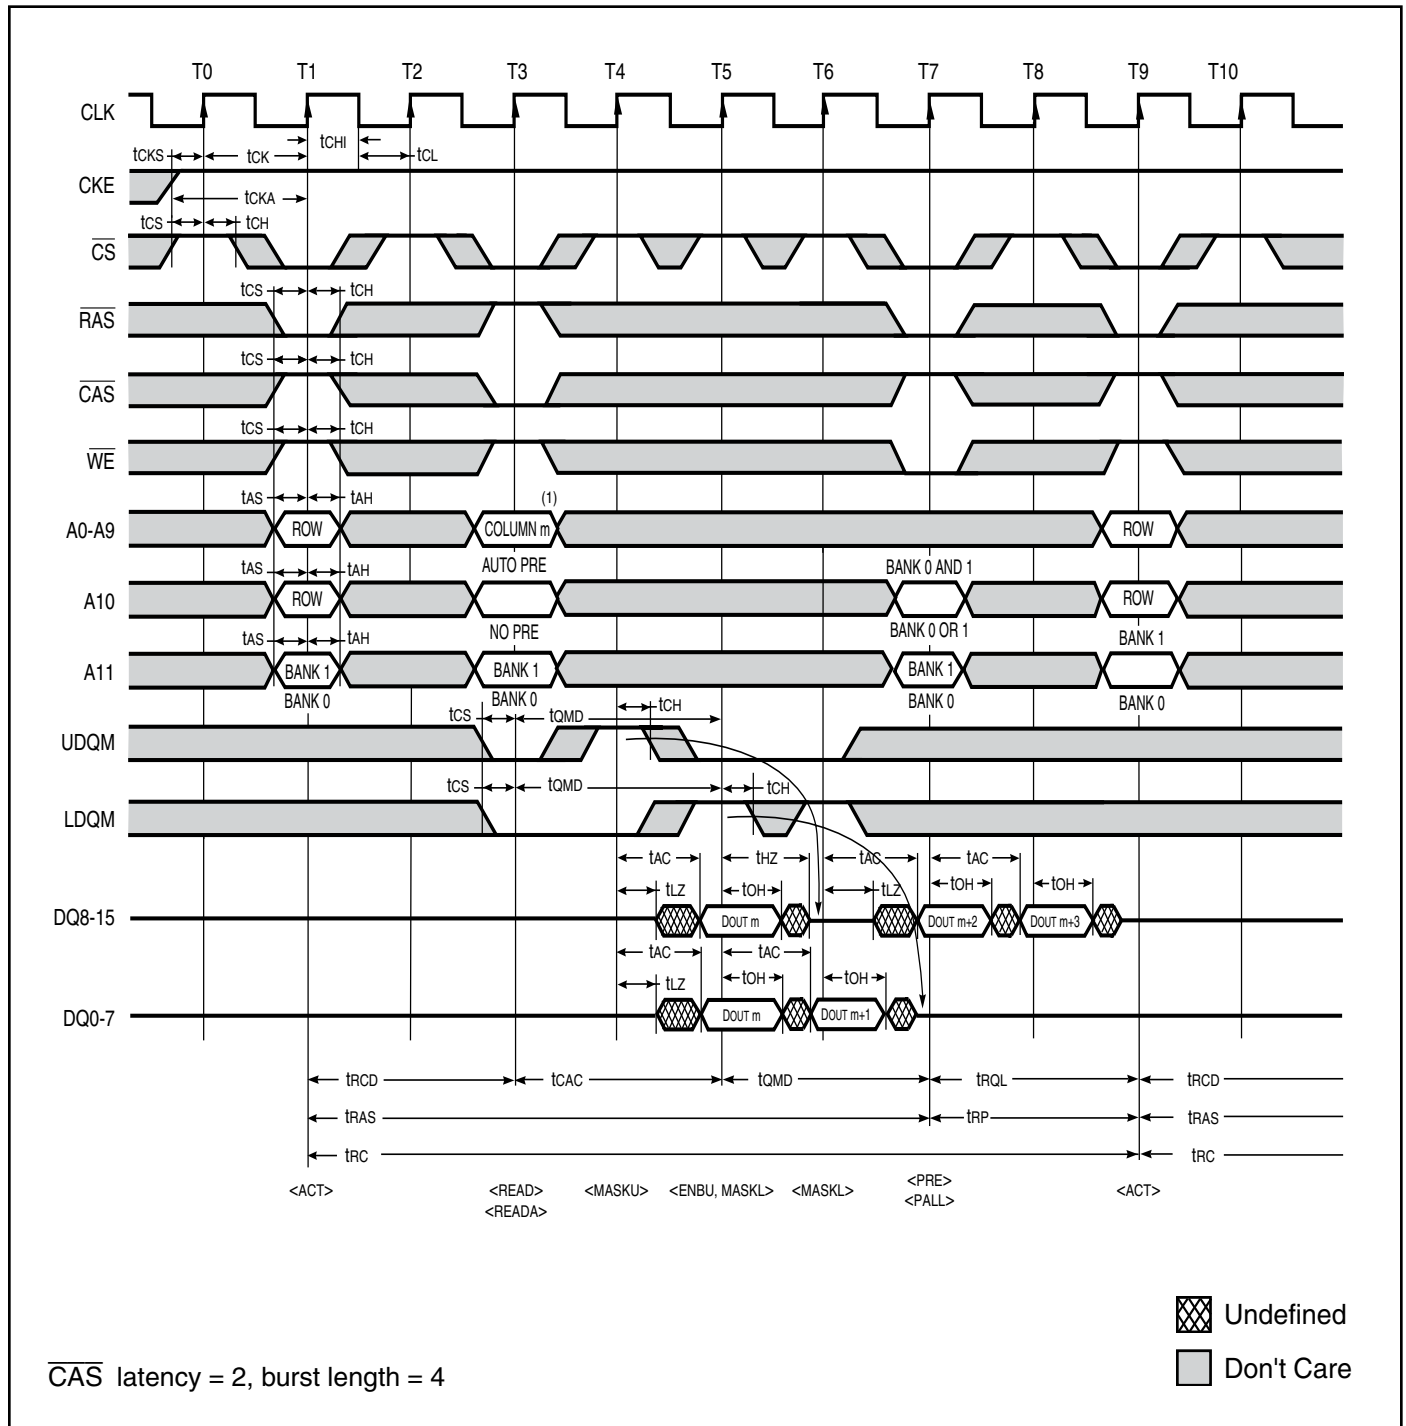 T0 T1 T2 T3 T4 T5 T6 T7 T8 T9 T10
CLK
tCHI
tCKS tCK tCL
CKE
tCKA
tCS tCH
CS
tCS tCH
RAS
tCS tCH
CAS
tCS tCH
WE
tAS tAH (1)
A0-A9 ROW COLUMN m ROW
tAS tAH AUTO PRE BANK 0 AND 1
A10 ROW ROW
tAS tAH NO PRE BANK 0 OR 1 BANK 1
A11 BANK 1 BANK 1 BANK 1
BANK 0 BANK 0 BANK 0 BANK 0
tCS tQMD tCH
UDQM
tCS tQMD tCH
LDQM
tAC tHZ tAC tAC
tLZ tOH tLZ tOH tOH
DQ8-15 DOUT m DOUT m+2 DOUT m+3
tAC tAC
tLZ tOH tOH
DQ0-7 DOUT m DOUT m+1
tRCD tCAC tQMD tRQL tRCD
tRAS tRP tRAS
tRC tRC
<ACT> <READ> <MASKU> <ENBU, MASKL> <MASKL> <PRE> <ACT>
<READA> <PALL>
Undefined
Don't Care
CAS latency = 2, burst length = 4